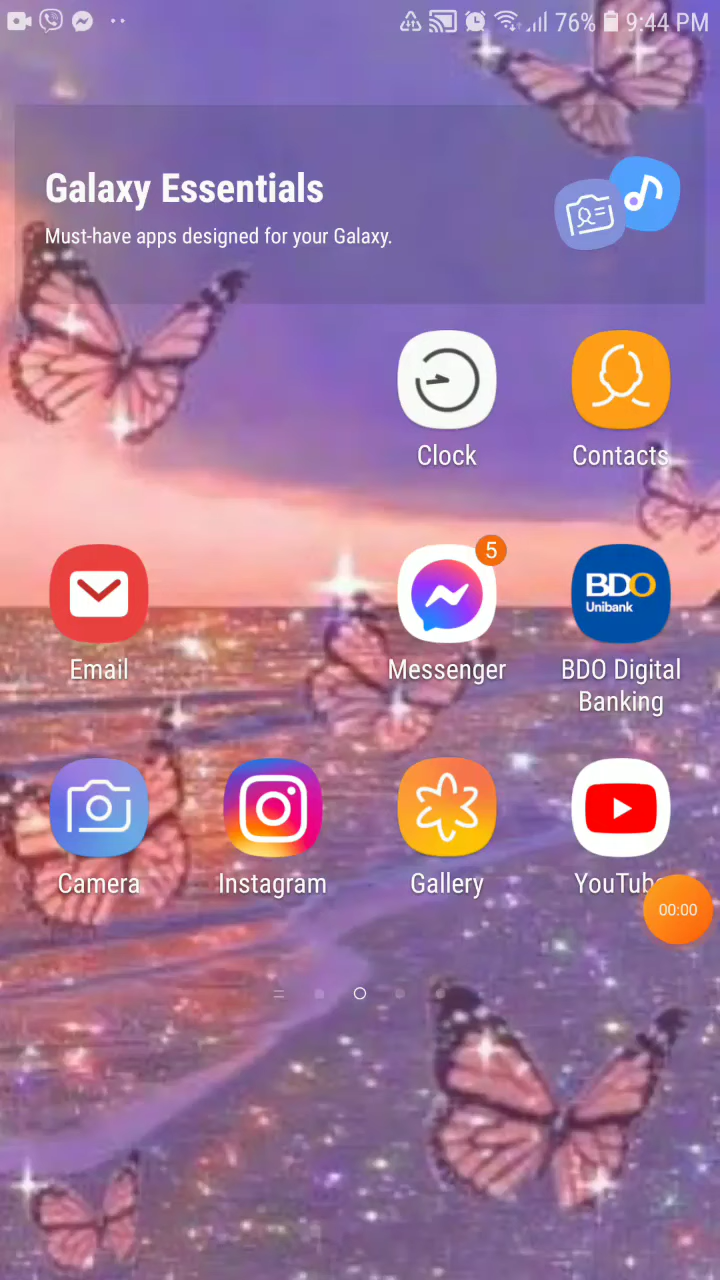 76% 9:44 PM
Galaxy Essentials
Must-have apps designed for your Galaxy.
Clock
Contacts
5
BDO
Unibank
Email
Messenger
BDO Digital
Banking
Camera
Instagram
Gallery
YouTub
00:00